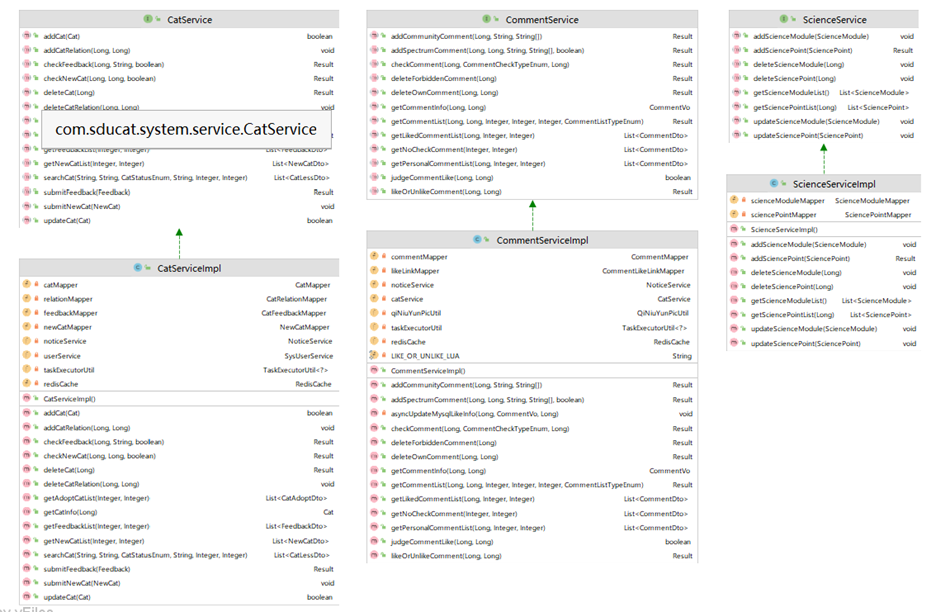 CatService
addCat(Cat) boolean
addCatRelation(Long, Long) void
checkFeedback(Long, String, boolean) Result
checkNewCat(Long, Long, boolean) Result
deleteCat(Long) Result
deleteCatRelation(Long, Long) void
com.sducat.system.service.CatService
getFeedbackList(Integer, Integer) List<FeedbackDto>
getNewCatList(Integer, Integer) List<NewCatDto>
searchCat(String, String, CatStatusEnum, String, Integer, Integer) List<CatLessDto>
submitFeedback(Feedback) Result
submitNewCat(NewCat) void
updateCat(Cat) boolean
CatServiceImpl
catMapper CatMapper
relationMapper CatRelationMapper
feedbackMapper CatFeedbackMapper
newCatMapper NewCatMapper
noticeService NoticeService
userService SysUserService
taskExecutorUtil TaskExecutorUtil<?>
redisCache RedisCache
CatServiceImpl()
addCat(Cat) boolean
addCatRelation(Long, Long) void
checkFeedback(Long, String, boolean) Result
checkNewCat(Long, Long, boolean) Result
deleteCat(Long) Result
deleteCatRelation(Long, Long) void
getAdoptCatList(Integer, Integer) List<CatAdoptDto>
getCatInfo(Long) Cat
getFeedbackList(Integer, Integer) List<FeedbackDto>
getNewCatList(Integer, Integer) List<NewCatDto>
searchCat(String, String, CatStatusEnum, String, Integer, Integer) List<CatLessDto>
submitFeedback(Feedback) Result
submitNewCat(NewCat) void
updateCat(Cat) boolean
CommentService
addCommunityComment(Long, String, String[]) Result
addSpectrumComment(Long, Long, String, String[], boolean) Result
checkComment(Long, CommentCheckTypeEnum, Long) Result
deleteForbiddenComment(Long) Result
deleteOwnComment(Long, Long) Result
getCommentInfo(Long, Long) CommentVo
getCommentList(Long, Long, Integer, Integer, Integer, CommentListTypeEnum) Result
getLikedCommentList(Long, Integer, Integer) List<CommentDto>
getNoCheckComment(Integer, Integer) List<CommentDto>
getPersonalCommentList(Long, Integer, Integer) List<CommentDto>
judgeCommentLike(Long, Long) boolean
likeOrUnlikeComment(Long, Long) Result
CommentServiceImpl
commentMapper CommentMapper
likeLinkMapper CommentLikeLinkMapper
noticeService NoticeService
catService CatService
qiNiuYunPicUtil QiNiuYunPicUtil
taskExecutorUtil TaskExecutorUtil<?>
redisCache RedisCache
LIKE_OR_UNLIKE_LUA String
CommentServiceImpl()
addCommunityComment(Long, String, String[]) Result
addSpectrumComment(Long, Long, String, String[], boolean) Result
asyncUpdateMysqlLikeInfo(Long, CommentVo, Long) void
checkComment(Long, CommentCheckTypeEnum, Long) Result
deleteForbiddenComment(Long) Result
deleteOwnComment(Long, Long) Result
getCommentInfo(Long, Long) CommentVo
getCommentList(Long, Long, Integer, Integer, Integer, CommentListTypeEnum) Result
getLikedCommentList(Long, Integer, Integer) List<CommentDto>
getNoCheckComment(Integer, Integer) List<CommentDto>
getPersonalCommentList(Long, Integer, Integer) List<CommentDto>
judgeCommentLike(Long, Long) boolean
likeOrUnlikeComment(Long, Long) Result
ScienceService
addScienceModule(ScienceModule) void
addSciencePoint(SciencePoint) Result
deleteScienceModule(Long) void
deleteSciencePoint(Long) void
getScienceModuleList() List<ScienceModule>
getSciencePointList(Long) List<SciencePoint>
updateScienceModule(ScienceModule) void
updateSciencePoint(SciencePoint) void
ScienceServiceImpl
scienceModuleMapper ScienceModuleMapper
sciencePointMapper SciencePointMapper
ScienceServiceImpl()
addScienceModule(ScienceModule) void
addSciencePoint(SciencePoint) Result
deleteScienceModule(Long) void
deleteSciencePoint(Long) void
getScienceModuleList() List<ScienceModule>
getSciencePointList(Long) List<SciencePoint>
updateScienceModule(ScienceModule) void
updateSciencePoint(SciencePoint) void